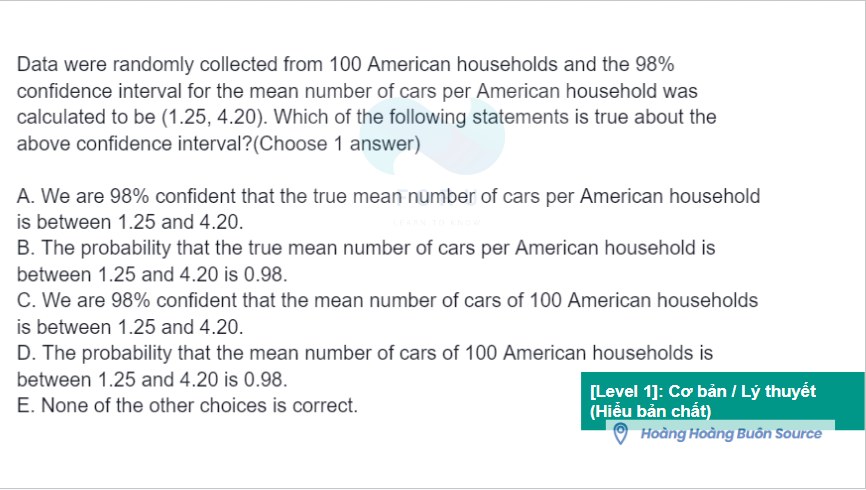 Data were randomly collected from 100 American households and the 98%
confidence interval for the mean number of cars per American household was
calculated to be (1.25, 4.20). Which of the following statements is true about the
above confidence interval?(Choose 1 answer)
A. We are 98% confident that the true mean number of cars per American household
is between 1.25 and 4.20.
B. The probability that the true mean number of cars per American household is
between 1.25 and 4.20 is 0.98.
C. We are 98% confident that the mean number of cars of 100 American households
is between 1.25 and 4.20.
D. The probability that the mean number of cars of 100 American households is
between 1.25 and 4.20 is 0.98.
E. None of the other choices is correct.
[Level 1]: Cơ bản / Lý thuyết
(Hiểu bản chất)
Hoàng Hoàng Buôn Source